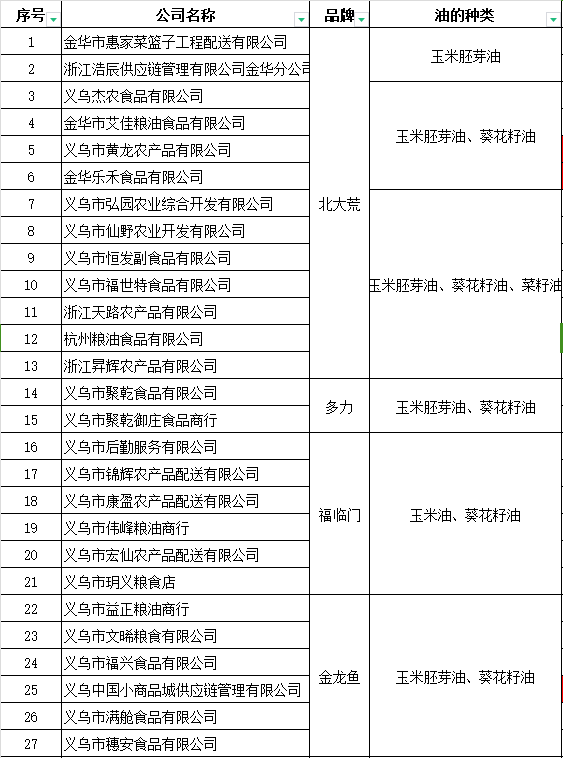 序号 公司名称 品牌 油的种类
1 金华市惠家菜篮子工程配送有限公司
玉米胚芽油
2 浙江浩辰供应链管理有限公司金华分公司
3 义乌杰农食品有限公司
4 金华市艾佳粮油食品有限公司
玉米胚芽油、葵花籽油
5 义乌市黄龙农产品有限公司
6 金华乐禾食品有限公司
7 义乌市弘园农业综合开发有限公司 北大荒
8 义乌市仙野农业开发有限公司
9 义乌市恒发副食品有限公司
10 义乌市福世特食品有限公司 玉米胚芽油、葵花籽油、菜籽油
11 浙江天路农产品有限公司
12 杭州粮油食品有限公司
13 浙江昇辉农产品有限公司
14 义乌市聚乾食品有限公司
多力 玉米胚芽油、葵花籽油
15 义乌市聚乾御庄食品商行
16 义乌市后勤服务有限公司
17 义乌市锦辉农产品配送有限公司
18 义乌市康盈农产品配送有限公司
福临门 玉米油、葵花籽油
19 义乌市伟峰粮油商行
20 义乌市宏仙农产品配送有限公司
21 义乌市玥义粮食店
22 义乌市益正粮油商行
23 义乌市文晞粮食有限公司
24 义乌市福兴食品有限公司
金龙鱼 玉米胚芽油、葵花籽油
25 义乌中国小商品城供应链管理有限公司
26 义乌市满舱食品有限公司
27 义乌市穗安食品有限公司